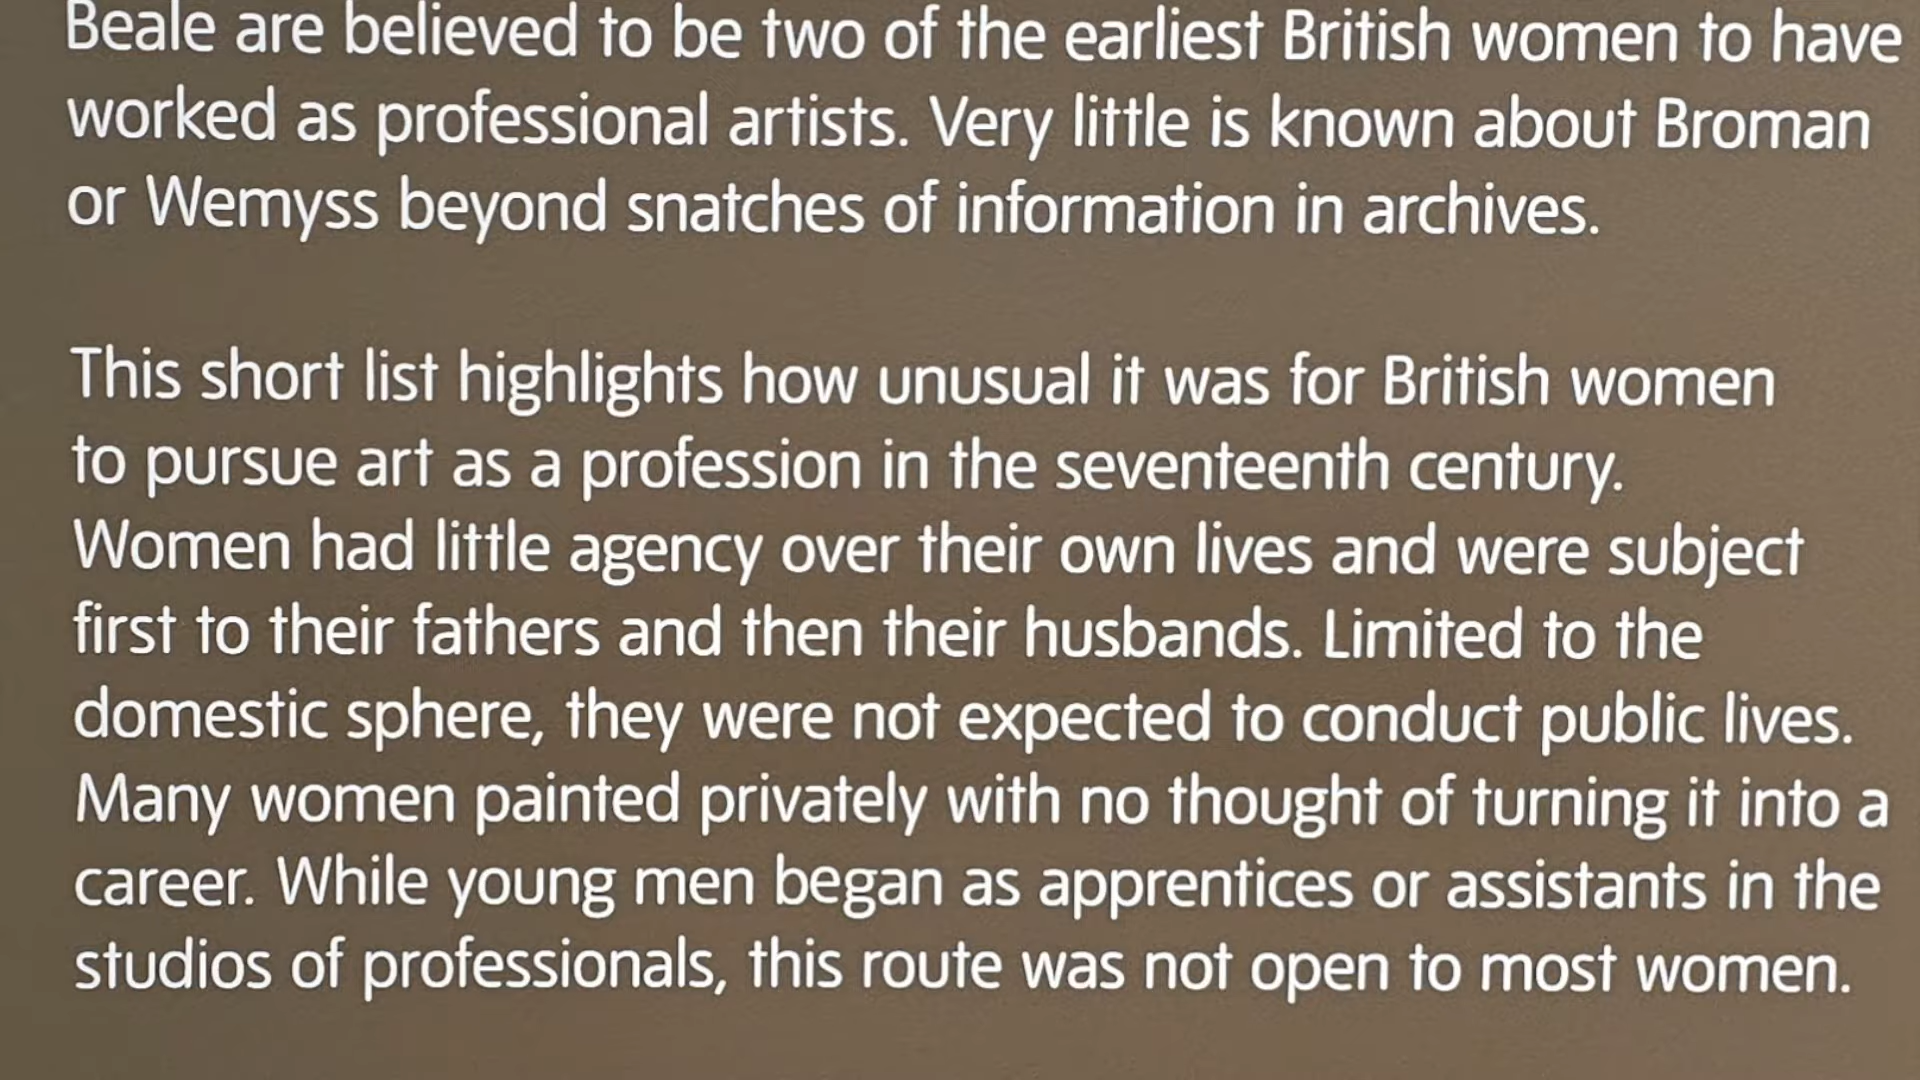 Beale are believed to be two of the earliest British women to have
worked as professional artists. Very little is known about Broman
or Wemyss beyond snatches of information in archives.
This short list highlights how unusual it was for British women
to pursue art as a profession in the seventeenth century.
Women had little agency over their own lives and were subject
first to their fathers and then their husbands. Limited to the
domestic sphere, they were not expected to conduct public lives.
Many women painted privately with no thought of turning it into a
career. While young men began as apprentices or assistants in the
studios of professionals, this route was not open to most women.